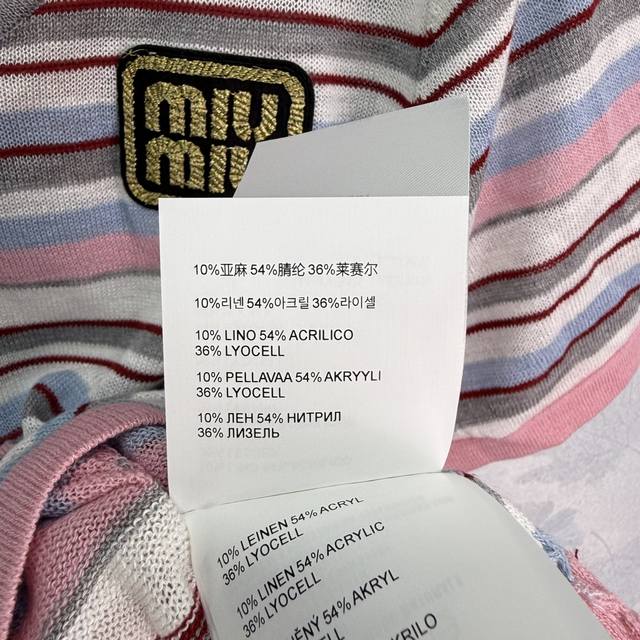 miu
miu
10%亚麻 54%腈纶 36%莱赛尔
10%리넨 54%아크릴 36%라이셀
10% LINO 54% ACRILICO
36% LYOCELL
10% PELLAVAA 54% AKRYYLI
36% LYOCELL
10% ЛЕН 54% НИТРИЛ
36% ЛИЗЕЛЬ
10% LEINEN 54% ACRYL
36% LYOCELL
10% LINEN 54% ACRYLIC
36% LYOCELL
54% AKRYL